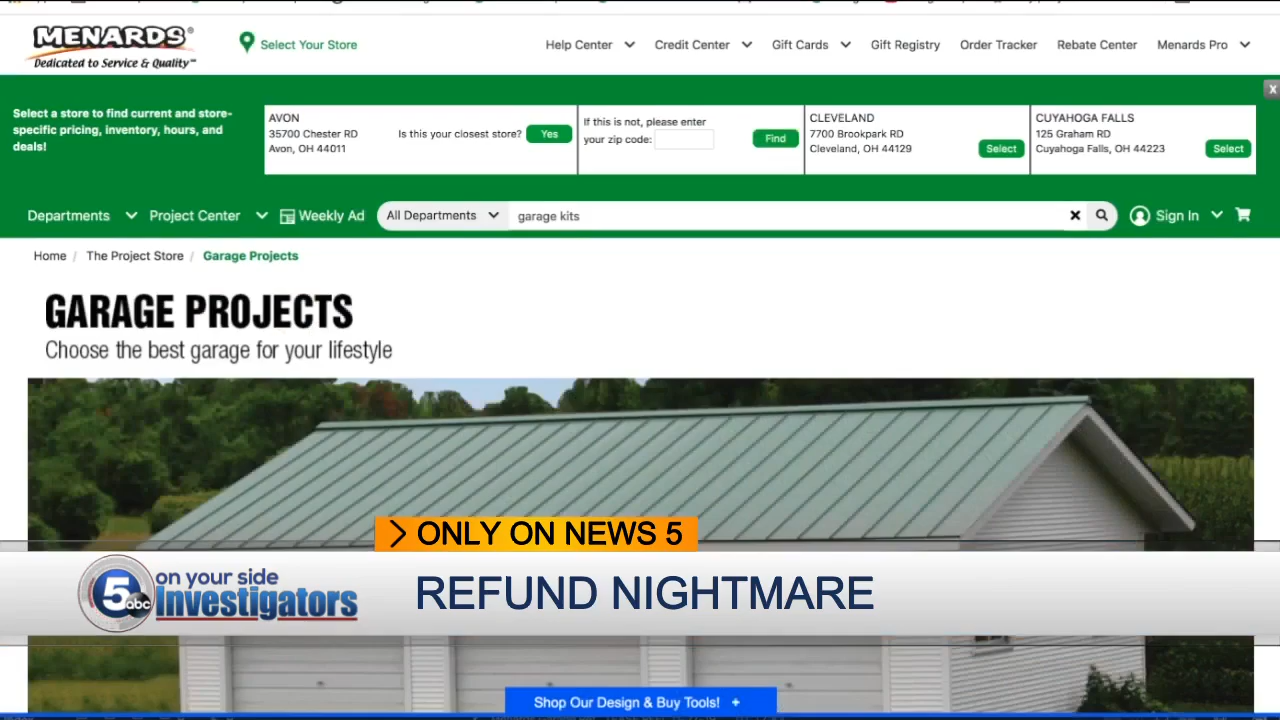 MENARDS®
Dedicated to Service & Quality™
Select Your Store
Help Center
Credit Center
Gift Cards
Gift Registry
Order Tracker
Rebate Center
Menards Pro
X
Select a store to find current and store-
specific pricing, inventory, hours, and
deals!
AVON
35700 Chester RD
Avon, OH 44011
Is this your closest store?
Yes
If this is not, please enter
your zip code:
Find
CLEVELAND
7700 Brookpark RD
Cleveland, OH 44129
Select
CUYAHOGA FALLS
125 Graham RD
Cuyahoga Falls, OH 44223
Select
Departments
Project Center
Weekly Ad
All Departments
garage kits
Sign In
Home / The Project Store / Garage Projects
GARAGE PROJECTS
Choose the best garage for your lifestyle
ONLY ON NEWS 5
5 abc
on your side
Investigators
REFUND NIGHTMARE
Shop Our Design & Buy Tools! +